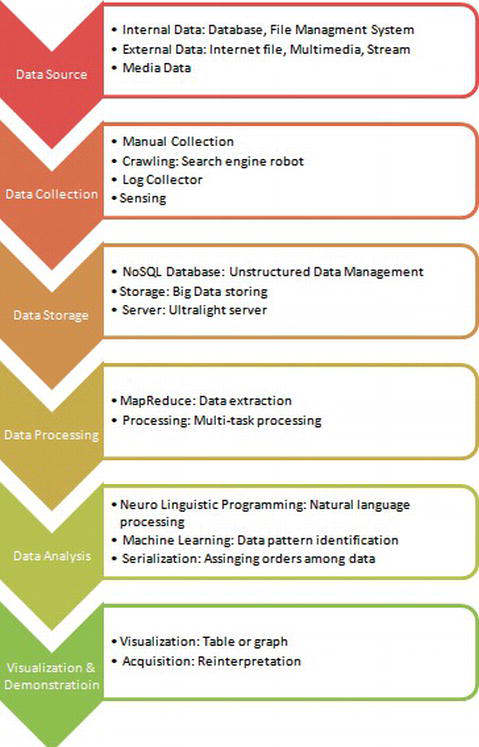 Data Source
• Internal Data: Database, File Managment System
• External Data: Internet file, Multimedia, Stream
• Media Data
Data Collection
• Manual Collection
• Crawling: Search engine robot
• Log Collector
• Sensing
Data Storage
• NoSQL Database: Unstructured Data Management
• Storage: Big Data storing
• Server: Ultralight server
Data Processing
• MapReduce: Data extraction
• Processing: Multi-task processing
Data Analysis
• Neuro Linguistic Programming: Natural language
processing
• Machine Learning: Data pattern identification
• Serialization: Assinging orders among data
Visualization &
Demonstratioin
• Visualization: Table or graph
• Acquisition: Reinterpretation